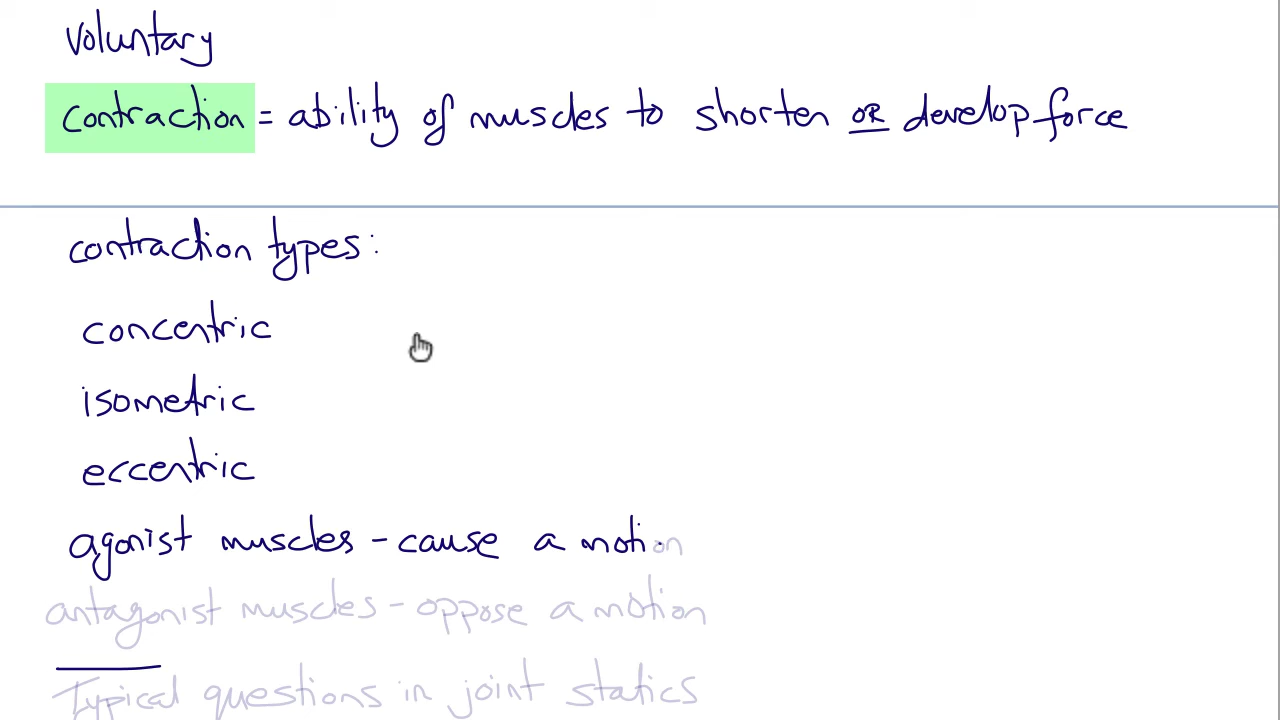 voluntary
contraction = ability of muscles to shorten OR develop force
contraction types:
concentric
isometric
eccentric
agonist muscles - cause a motion
antagonist muscles - oppose a motion
Typical questions in joint statics